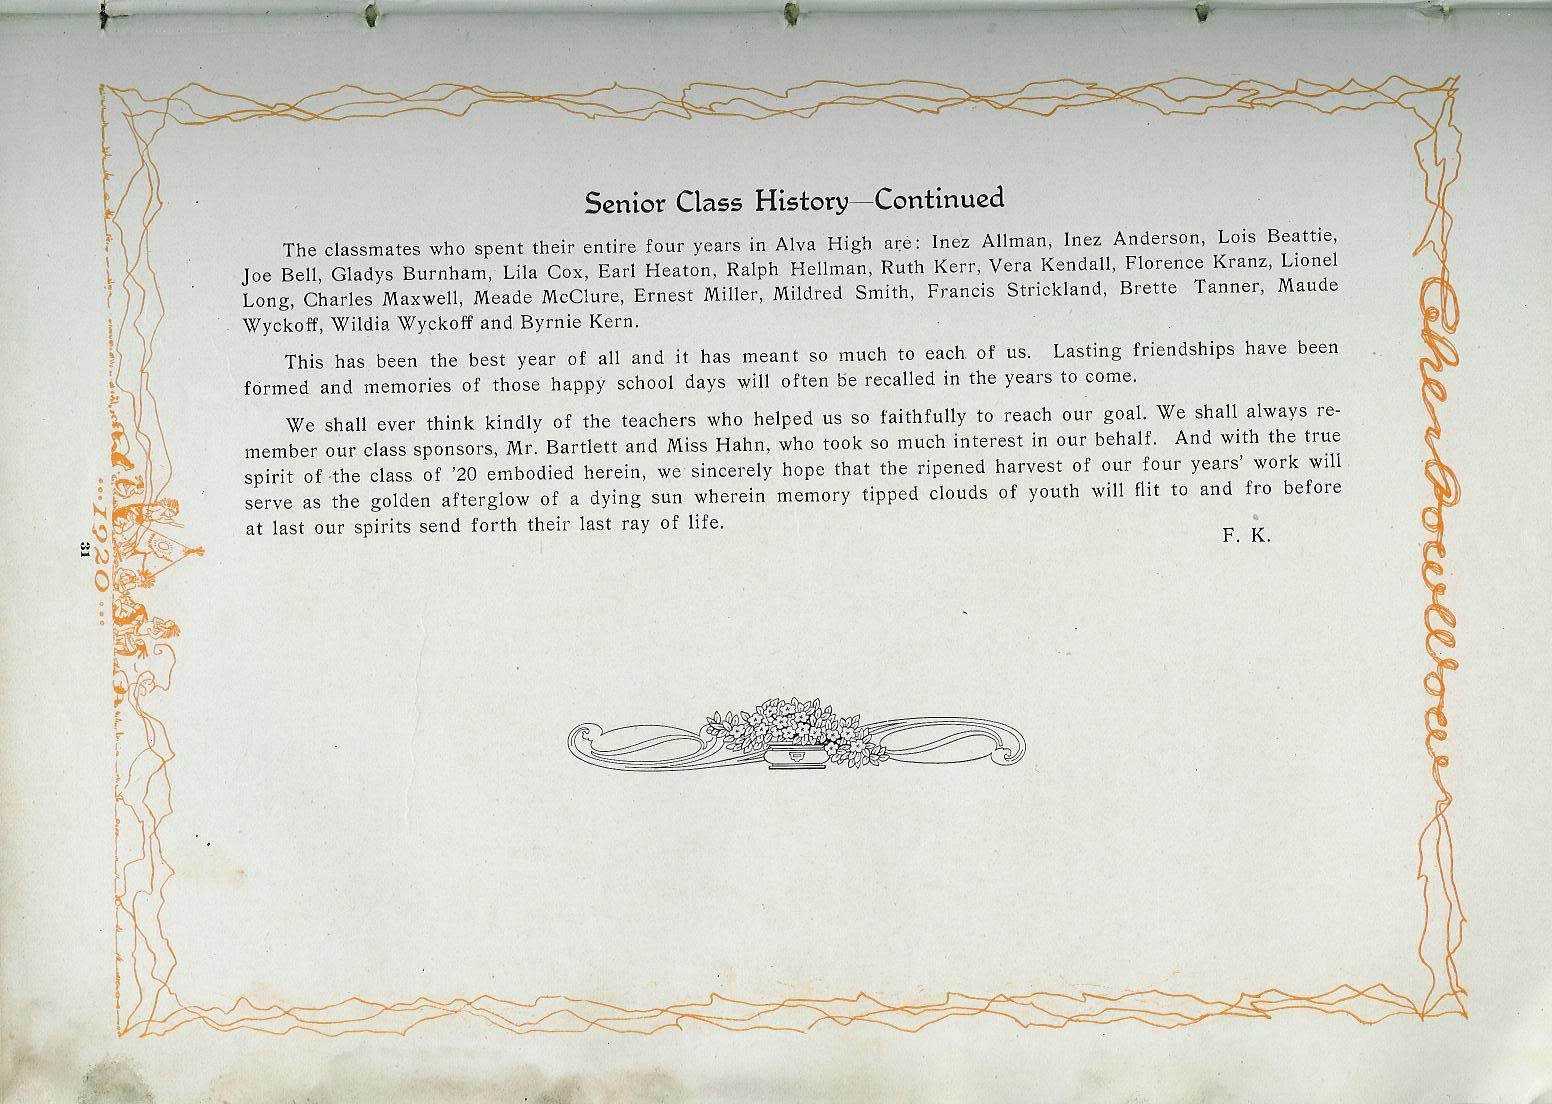 Senior Class History—Continued
The classmates who spent their entire four years in Alva High are: Inez Allman, Inez Anderson, Lois Beattie,
Joe Bell, Gladys Burnham, Lila Cox, Earl Heaton, Ralph Hellman, Ruth Kerr, Vera Kendall, Florence Kranz, Lionel
Long, Charles Maxwell, Meade McClure, Ernest Miller, Mildred Smith, Francis Strickland, Brette Tanner, Maude
Wyckoff, Wildia Wyckoff and Byrnie Kern.
This has been the best year of all and it has meant so much to each of us. Lasting friendships have been
formed and memories of those happy school days will often be recalled in the years to come.
We shall ever think kindly of the teachers who helped us so faithfully to reach our goal. We shall always re-
member our class sponsors, Mr. Bartlett and Miss Hahn, who took so much interest in our behalf. And with the true
spirit of the class of '20 embodied herein, we sincerely hope that the ripened harvest of our four years' work will
serve as the golden afterglow of a dying sun wherein memory tipped clouds of youth will flit to and fro before
at last our spirits send forth their last ray of life.
F. K.
...1920...
31